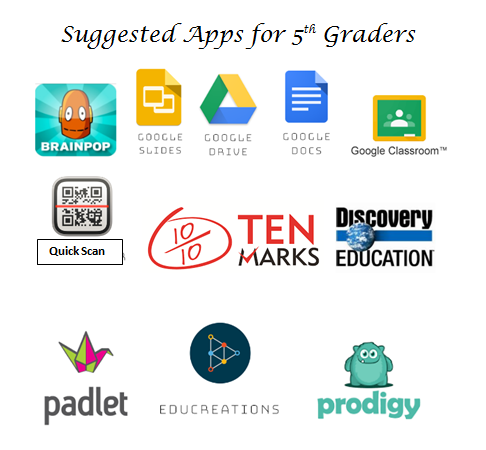 Suggested Apps for 5th Graders
BRAINPOP
GOOGLE SLIDES
GOOGLE DRIVE
GOOGLE DOCS
Google Classroom™
Quick Scan
A
10/10
TEN MARKS
Discovery EDUCATION
padlet
EDUCREATIONS
prodigy